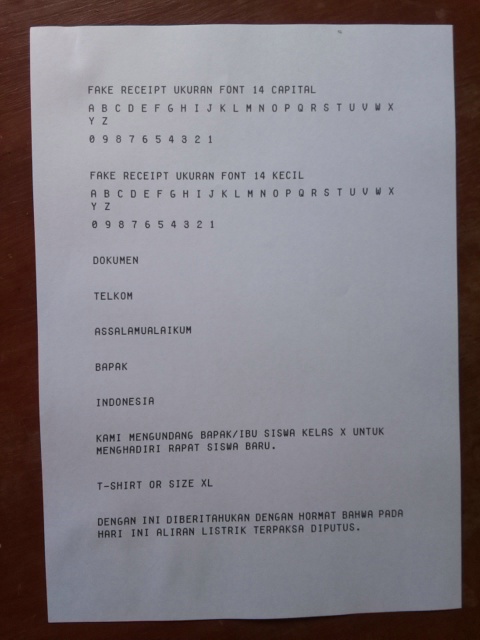 FAKE RECEIPT UKURAN FONT 14 CAPITAL
A B C D E F G H I J K L M N O P Q R S T U V W X
Y Z
0 9 8 7 6 5 4 3 2 1
FAKE RECEIPT UKURAN FONT 14 KECIL
A B C D E F G H I J K L M N O P Q R S T U V W X
Y Z
0 9 8 7 6 5 4 3 2 1
DOKUMEN
TELKOM
ASSALAMUALAIKUM
BAPAK
INDONESIA
KAMI MENGUNDANG BAPAK/IBU SISWA KELAS X UNTUK
MENGHADIRI RAPAT SISWA BARU.
T-SHIRT OR SIZE XL
DENGAN INI DIBERITAHUKAN DENGAN HORMAT BAHWA PADA
HARI INI ALIRAN LISTRIK TERPAKSA DIPUTUS.